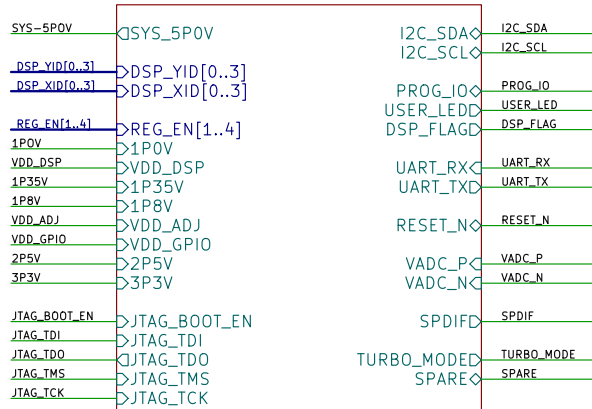 SYS-5P0V SYS_5P0V I2C_SDA I2C_SDA
I2C_SCL I2C_SCL
DSP_YID[0..3] DSP_YID[0..3]
DSP_XID[0..3] DSP_XID[0..3] PROG_IO PROG_IO
USER_LED USER_LED
REG_EN[1..4] REG_EN[1..4] DSP_FLAG DSP_FLAG
1P0V 1P0V
VDD_DSP VDD_DSP UART_RX UART_RX
1P35V 1P35V UART_TX UART_TX
1P8V 1P8V
VDD_ADJ VDD_ADJ RESET_N RESET_N
VDD_GPIO VDD_GPIO
2P5V 2P5V VADC_P VADC_P
3P3V 3P3V VADC_N VADC_N
JTAG_BOOT_EN JTAG_BOOT_EN SPDIF SPDIF
JTAG_TDI JTAG_TDI
JTAG_TDO JTAG_TDO TURBO_MODE TURBO_MODE
JTAG_TMS JTAG_TMS SPARE SPARE
JTAG_TCK JTAG_TCK